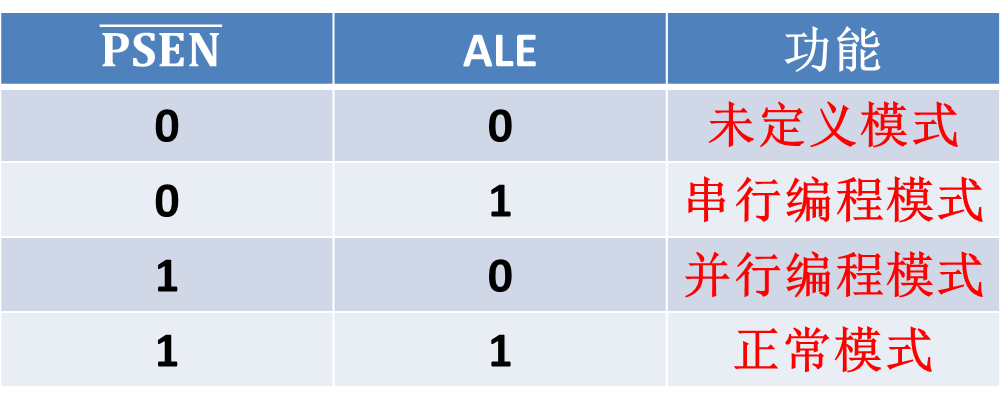 PSEN ALE 功能
0 0 未定义模式
0 1 串行编程模式
1 0 并行编程模式
1 1 正常模式